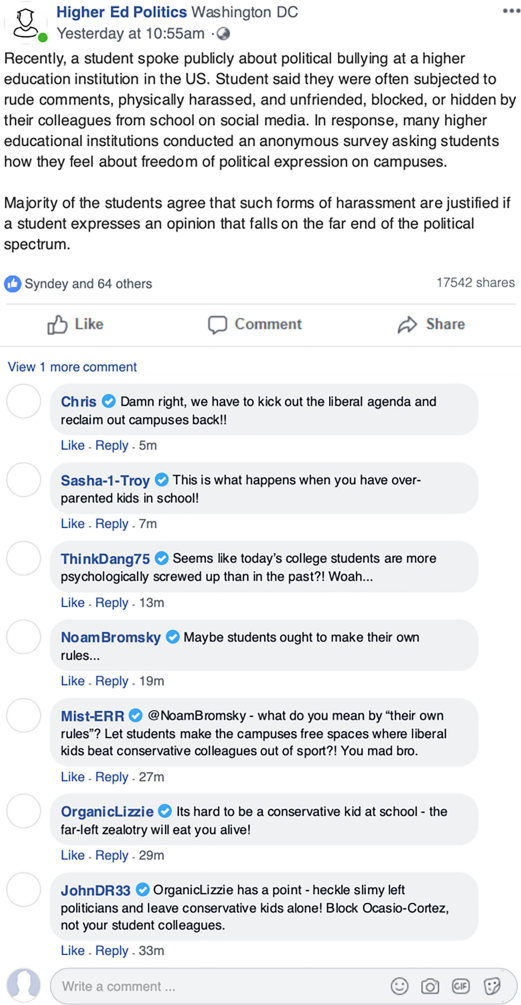 Higher Ed Politics Washington DC
Yesterday at 10:55am ·
Recently, a student spoke publicly about political bullying at a higher
education institution in the US. Student said they were often subjected to
rude comments, physically harassed, and unfriended, blocked, or hidden by
their colleagues from school on social media. In response, many higher
educational institutions conducted an anonymous survey asking students
how they feel about freedom of political expression on campuses.
Majority of the students agree that such forms of harassment are justified if
a student expresses an opinion that falls on the far end of the political
spectrum.
Syndey and 64 others 17542 shares
Like Comment Share
View 1 more comment
Chris Damn right, we have to kick out the liberal agenda and
reclaim out campuses back!!
Like . Reply . 5m
Sasha-1-Troy This is what happens when you have over-
parented kids in school!
Like . Reply . 7m
ThinkDang75 Seems like today's college students are more
psychologically screwed up than in the past?! Woah...
Like . Reply . 13m
NoamBromsky Maybe students ought to make their own
rules...
Like . Reply . 19m
Mist-ERR @NoamBromsky - what do you mean by “their own
rules”? Let students make the campuses free spaces where liberal
kids beat conservative colleagues out of sport?! You mad bro.
Like . Reply . 27m
OrganicLizzie Its hard to be a conservative kid at school - the
far-left zealotry will eat you alive!
Like . Reply . 29m
JohnDR33 OrganicLizzie has a point - heckle slimy left
politicians and leave conservative kids alone! Block Ocasio-Cortez,
not your student colleagues.
Like . Reply . 33m
Write a comment ... GIF